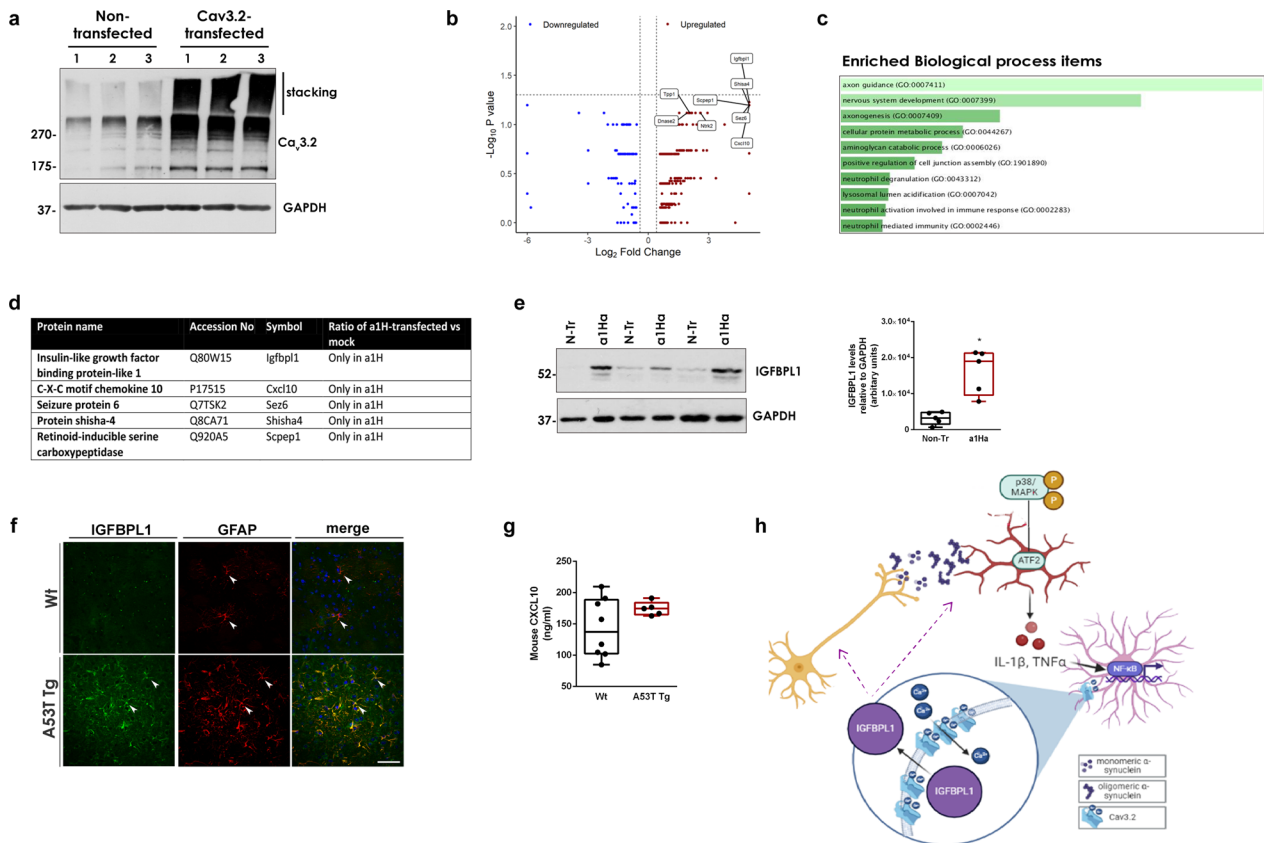 a
Non-
transfected
Cav3.2-
transfected
1 2 3 1 2 3
stacking
270-
Cav3.2
175-
37-
GAPDH
b
Downregulated
Upregulated
2.0
1.5
1.0
0.5
0.0
-Log10 P value
Igfbpl1
Shisa4
Tpp1
Scpep1
Dnase2
Ntrk2
Sez6
Cxcl10
-6 -3 0 3
Log2 Fold Change
c
Enriched Biological process items
axon guidance (GO:0007411)
nervous system development (GO:0007399)
axonogenesis (GO:0007409)
cellular protein metabolic process (GO:0044267)
aminoglycan catabolic process (GO:0006026)
positive regulation of cell junction assembly (GO:1901890)
neutrophil degranulation (GO:0043312)
lysosomal lumen acidification (GO:0007042)
neutrophil activation involved in immune response (GO:0002283)
neutrophil mediated immunity (GO:0002446)
d
Protein name Accession No Symbol Ratio of a1H-transfected vs
mock
Insulin-like growth factor Q80W15 Igfbpl1 Only in a1H
binding protein-like 1
C-X-C motif chemokine 10 P17515 Cxcl10 Only in a1H
Seizure protein 6 Q7TSK2 Sez6 Only in a1H
Protein shisha-4 Q8CA71 Shisha4 Only in a1H
Retinoid-inducible serine Q920A5 Scpep1 Only in a1H
carboxypeptidase
e
N-Tr α1Ha N-Tr α1Ha N-Tr α1Ha
52-
IGFBPL1
37-
GAPDH
IGFBPL1 levels
relative to GAPDH
(arbitary units)
3.0×10⁴
2.0×10⁴
1.0×10⁴
0
*
Non-Tr a1Ha
f
IGFBPL1 GFAP merge
Wt
A53T Tg
g
Mouse CXCL10
(ng/ml)
250
200
150
100
50
Wt A53T Tg
h
p38/
MAPK
P
P
ATF2
IL-1β, TNFα
NF-κB
Ca²⁺
Ca²⁺
IGFBPL1
Ca²⁺
IGFBPL1
monomeric α-
synuclein
oligomeric α-
synuclein
Cav3.2